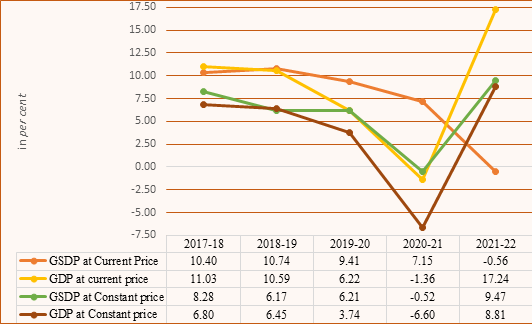 17.50
15.00
12.50
10.00
7.50
5.00
2.50
0.00
-2.50
-5.00
-7.50
in per cent
2017-18 2018-19 2019-20 2020-21 2021-22
GSDP at Current Price 10.40 10.74 9.41 7.15 -0.56
GDP at current price 11.03 10.59 6.22 -1.36 17.24
GSDP at Constant price 8.28 6.17 6.21 -0.52 9.47
GDP at Constant price 6.80 6.45 3.74 -6.60 8.81